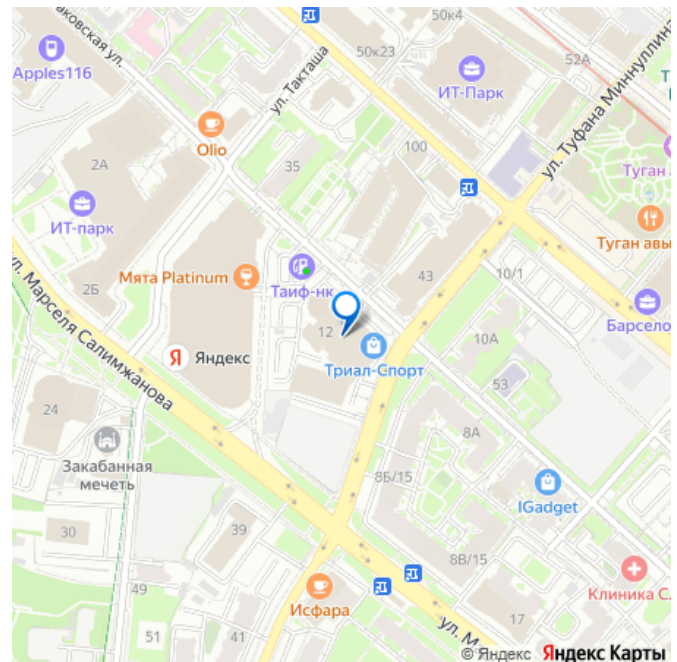 аковская ул.
Apples116
50к4
50к23
52А
ИТ-Парк
ул. Такташа
ул. Туфана Миннуллина
Olio
2А
35
100
Туган
ИТ-парк
Туган авы
2Б
Мята Platinum
Таиф-нк
43
10/1
Барсело
ул. Марселя Салимжанова
Яндекс
12
Триал-Спорт
10А
53
24
Закабанная
мечеть
8А
8Б/15
IGadget
30
39
8В/15
49
Клиника С
Исфара
51
41
17
ул. М
© Яндекс Яндекс Карты